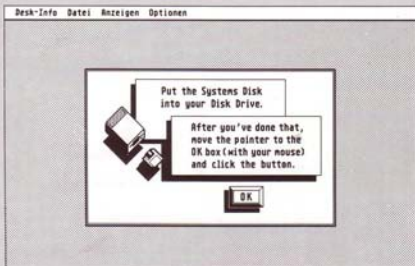 Desk-Info Datei Anzeigen Optionen
Put the Systems Disk
into your Disk Drive.
After you've done that,
move the pointer to the
OK box(with your mouse)
and click the button.
OK